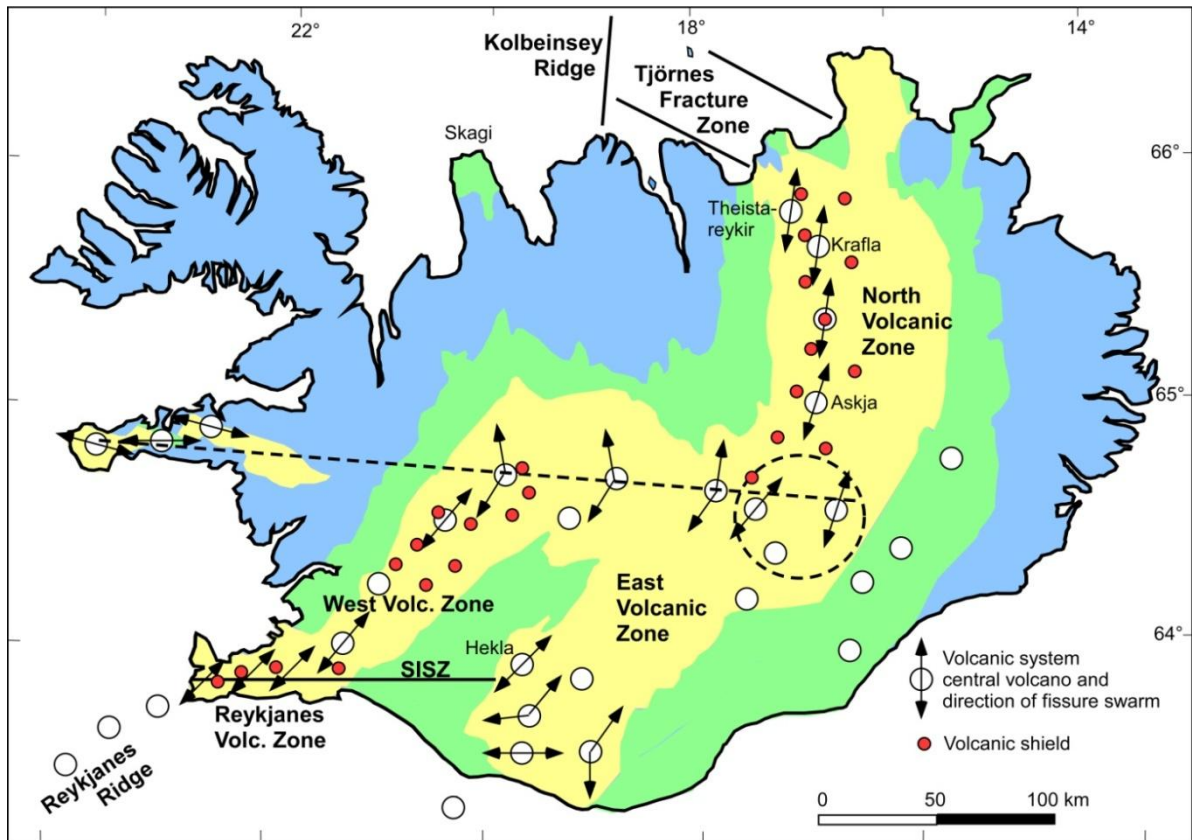 22°
18°
14°
Kolbeinsey
Ridge
Tjörnes
Fracture
Zone
Skagi
66°
Theista-
reykir
Krafla
North
Volcanic
Zone
65°
Askja
East
Volcanic
Zone
West Volc. Zone
64°
Hekla
SISZ
Volcanic system
central volcano and
direction of fissure swarm
Reykjanes
Volc. Zone
Volcanic shield
Reykjanes
Ridge
0 50 100 km